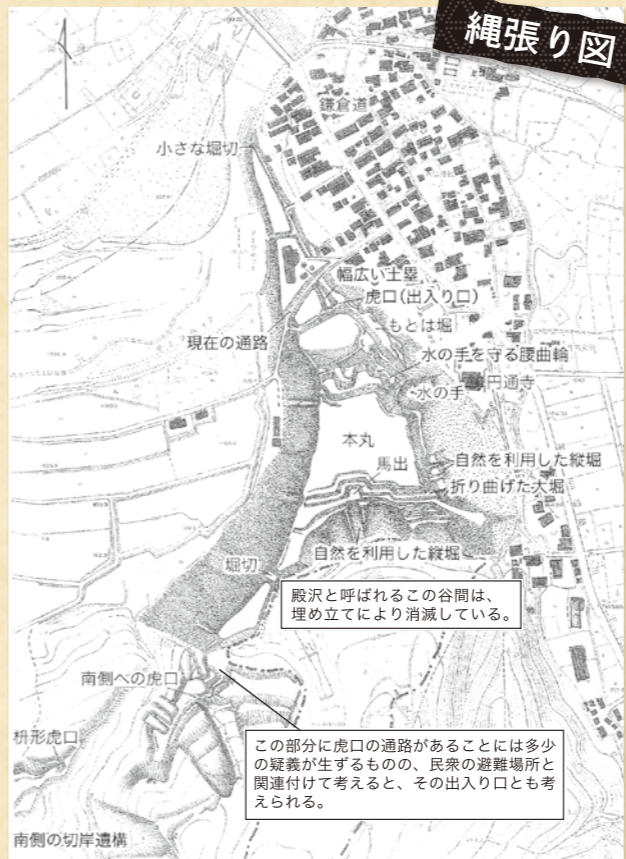 縄張り図
鎌倉道
小さな堀切
幅広い土塁
虎口(出入り口)
もとは堀
現在の通路
水の手を守る腰曲輪
円通寺
水の手
本丸
馬出
自然を利用した縦堀
折り曲げた大堀
自然を利用した縦堀
堀切
殿沢と呼ばれるこの谷間は、
埋め立てにより消滅している。
南側への虎口
枡形虎口
この部分に虎口の通路があることには多少
の疑義が生ずるものの、民衆の避難場所と
関連付けて考えると、その出入り口とも考
えられる。
南側の切岸遺構